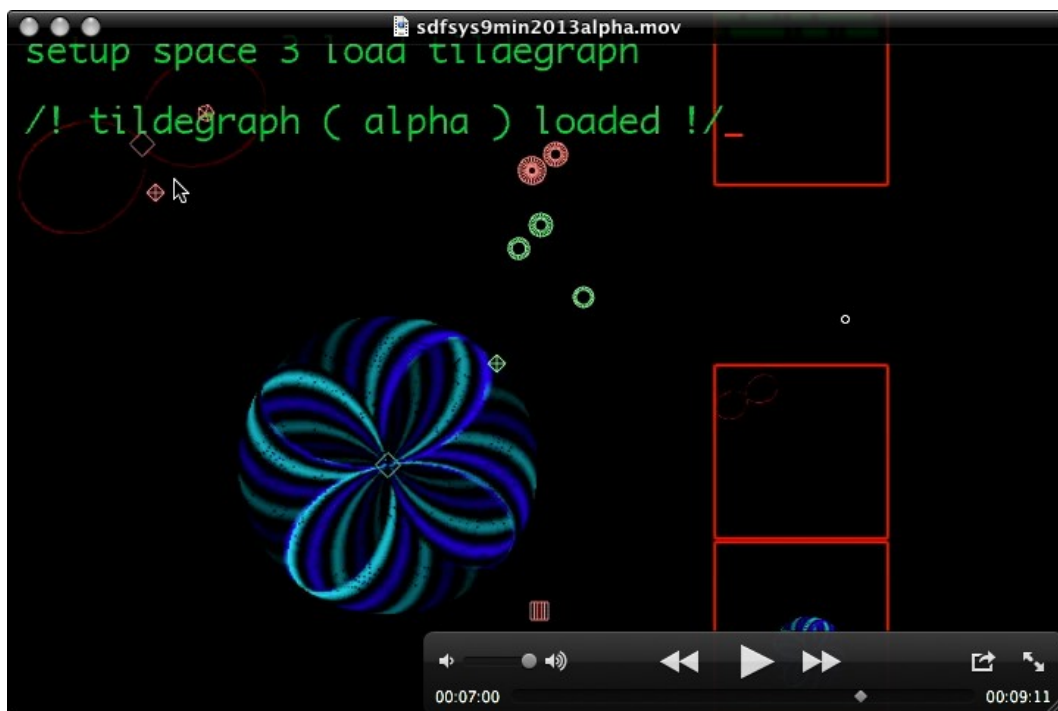 sdfsys9min2013alpha.mov
setup space 3 load tildegraph
/! tildegraph ( alpha ) loaded !/_
00:07:00
00:09:11